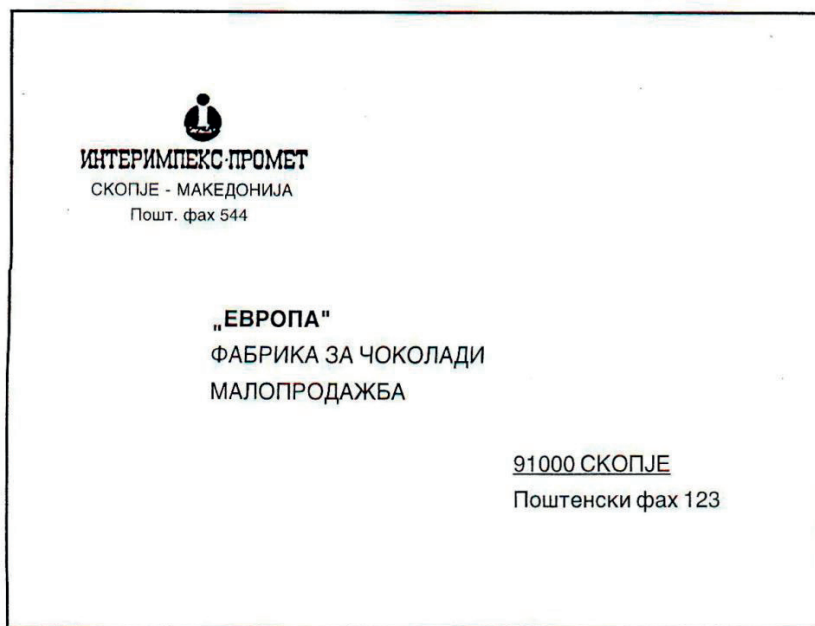 ИНТЕРИМПЕКС-ПРОМЕТ
СКОПЈЕ - МАКЕДОНИЈА
Пошт. фах 544
„ЕВРОПА"
ФАБРИКА ЗА ЧОКОЛАДИ
МАЛОПРОДАЖБА
91000 СКОПЈЕ
Поштенски фах 123